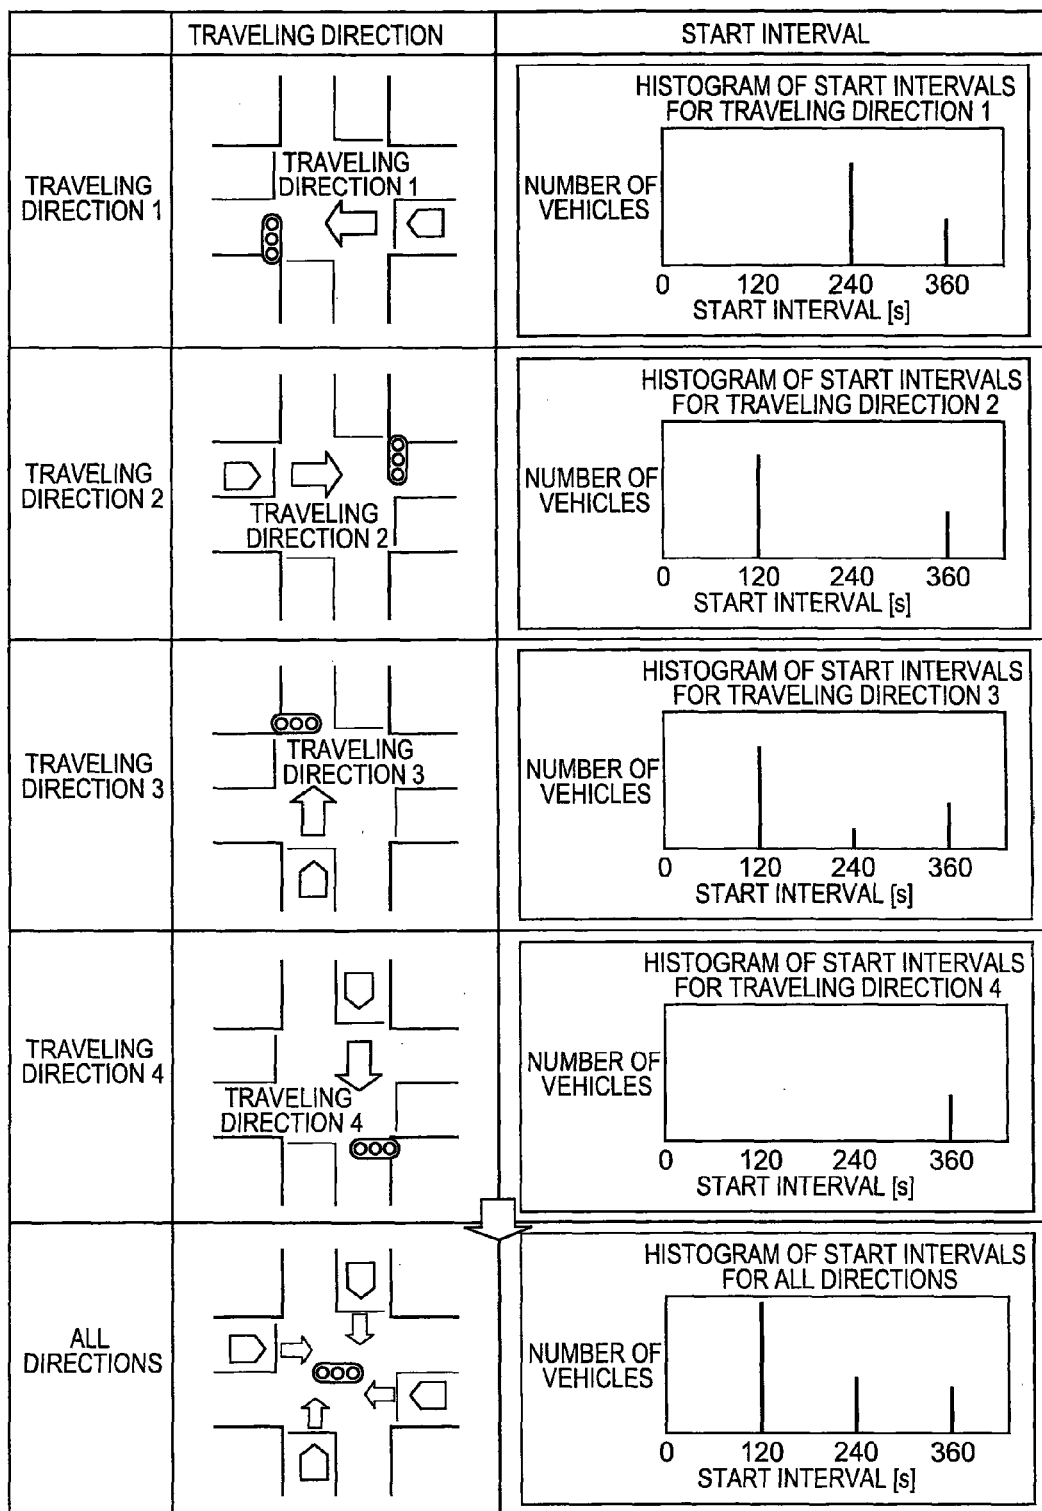 TRAVELING DIRECTION
START INTERVAL
TRAVELING
DIRECTION 1
TRAVELING
DIRECTION 1
HISTOGRAM OF START INTERVALS
FOR TRAVELING DIRECTION 1
NUMBER OF
VEHICLES
0 120 240 360
START INTERVAL [s]
TRAVELING
DIRECTION 2
TRAVELING
DIRECTION 2
HISTOGRAM OF START INTERVALS
FOR TRAVELING DIRECTION 2
NUMBER OF
VEHICLES
0 120 240 360
START INTERVAL [s]
TRAVELING
DIRECTION 3
TRAVELING
DIRECTION 3
HISTOGRAM OF START INTERVALS
FOR TRAVELING DIRECTION 3
NUMBER OF
VEHICLES
0 120 240 360
START INTERVAL [s]
TRAVELING
DIRECTION 4
TRAVELING
DIRECTION 4
HISTOGRAM OF START INTERVALS
FOR TRAVELING DIRECTION 4
NUMBER OF
VEHICLES
0 120 240 360
START INTERVAL [s]
ALL
DIRECTIONS
HISTOGRAM OF START INTERVALS
FOR ALL DIRECTIONS
NUMBER OF
VEHICLES
0 120 240 360
START INTERVAL [s]